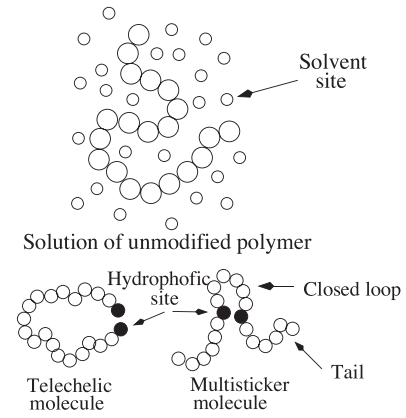 Solvent
site
Solution of unmodified polymer
Hydrophofic
site
Closed loop
Tail
Telechelic
molecule
Multisticker
molecule